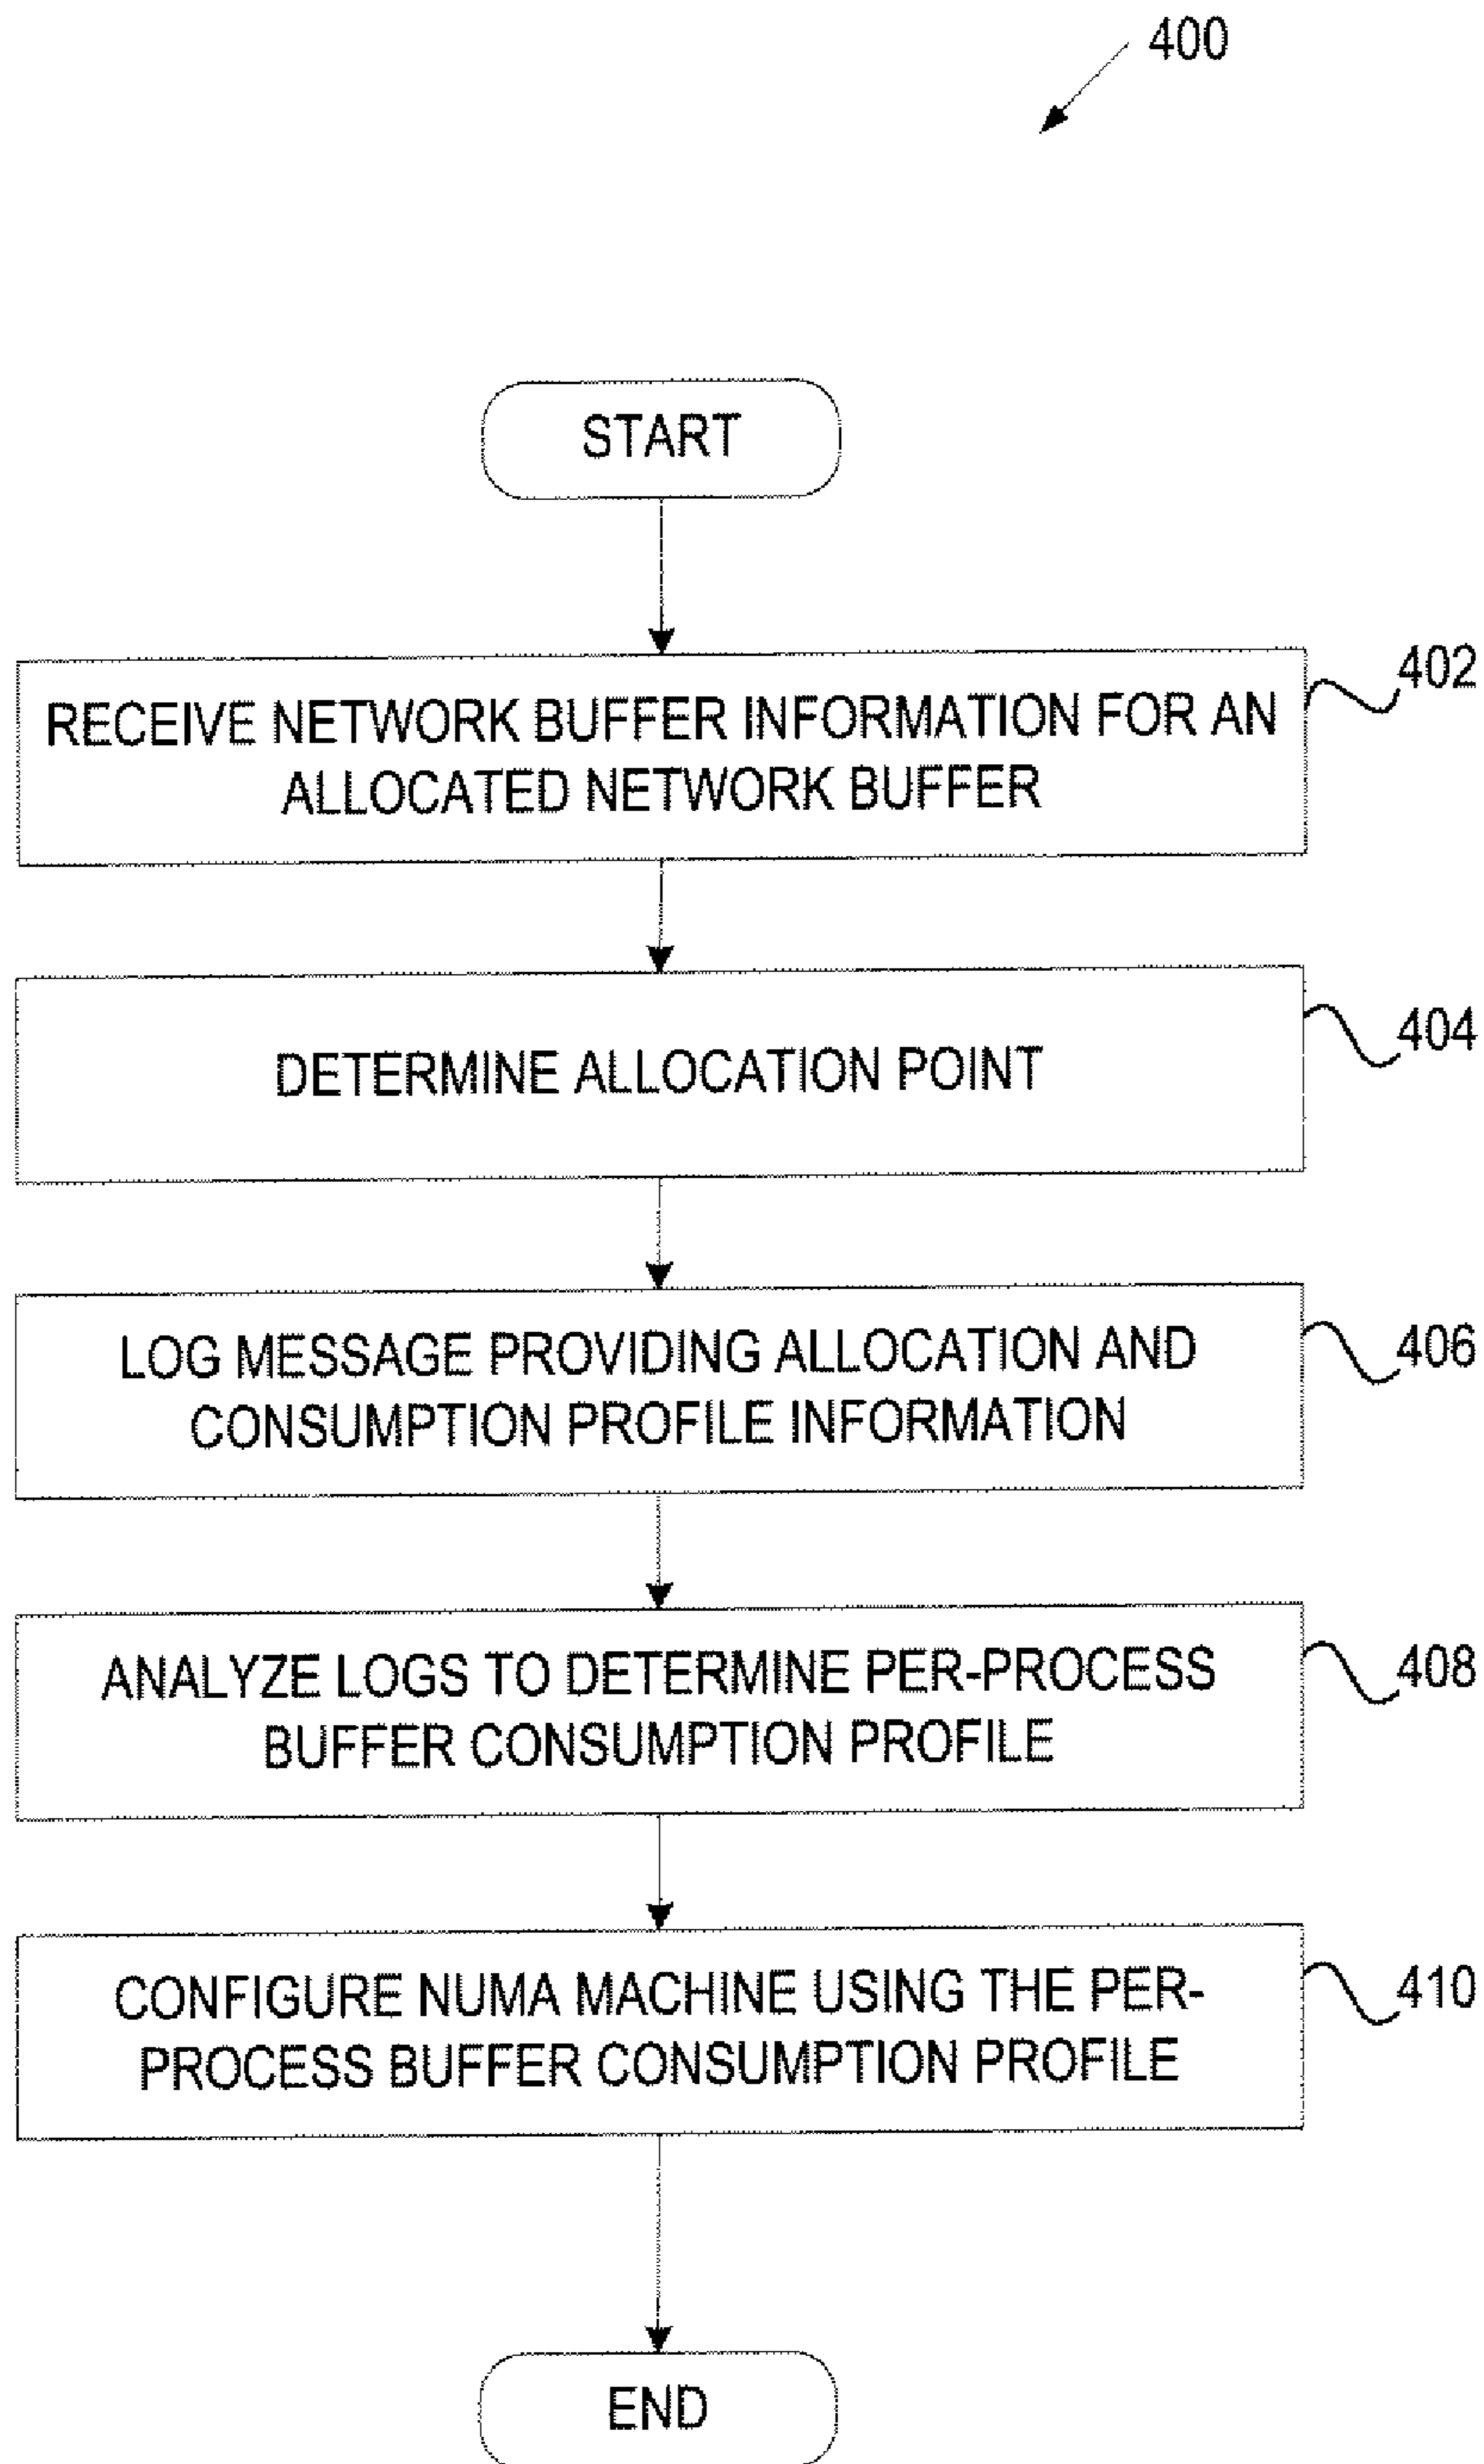 400
START
RECEIVE NETWORK BUFFER INFORMATION FOR AN
ALLOCATED NETWORK BUFFER
402
DETERMINE ALLOCATION POINT
404
LOG MESSAGE PROVIDING ALLOCATION AND
CONSUMPTION PROFILE INFORMATION
406
ANALYZE LOGS TO DETERMINE PER-PROCESS
BUFFER CONSUMPTION PROFILE
408
CONFIGURE NUMA MACHINE USING THE PER-
PROCESS BUFFER CONSUMPTION PROFILE
410
END